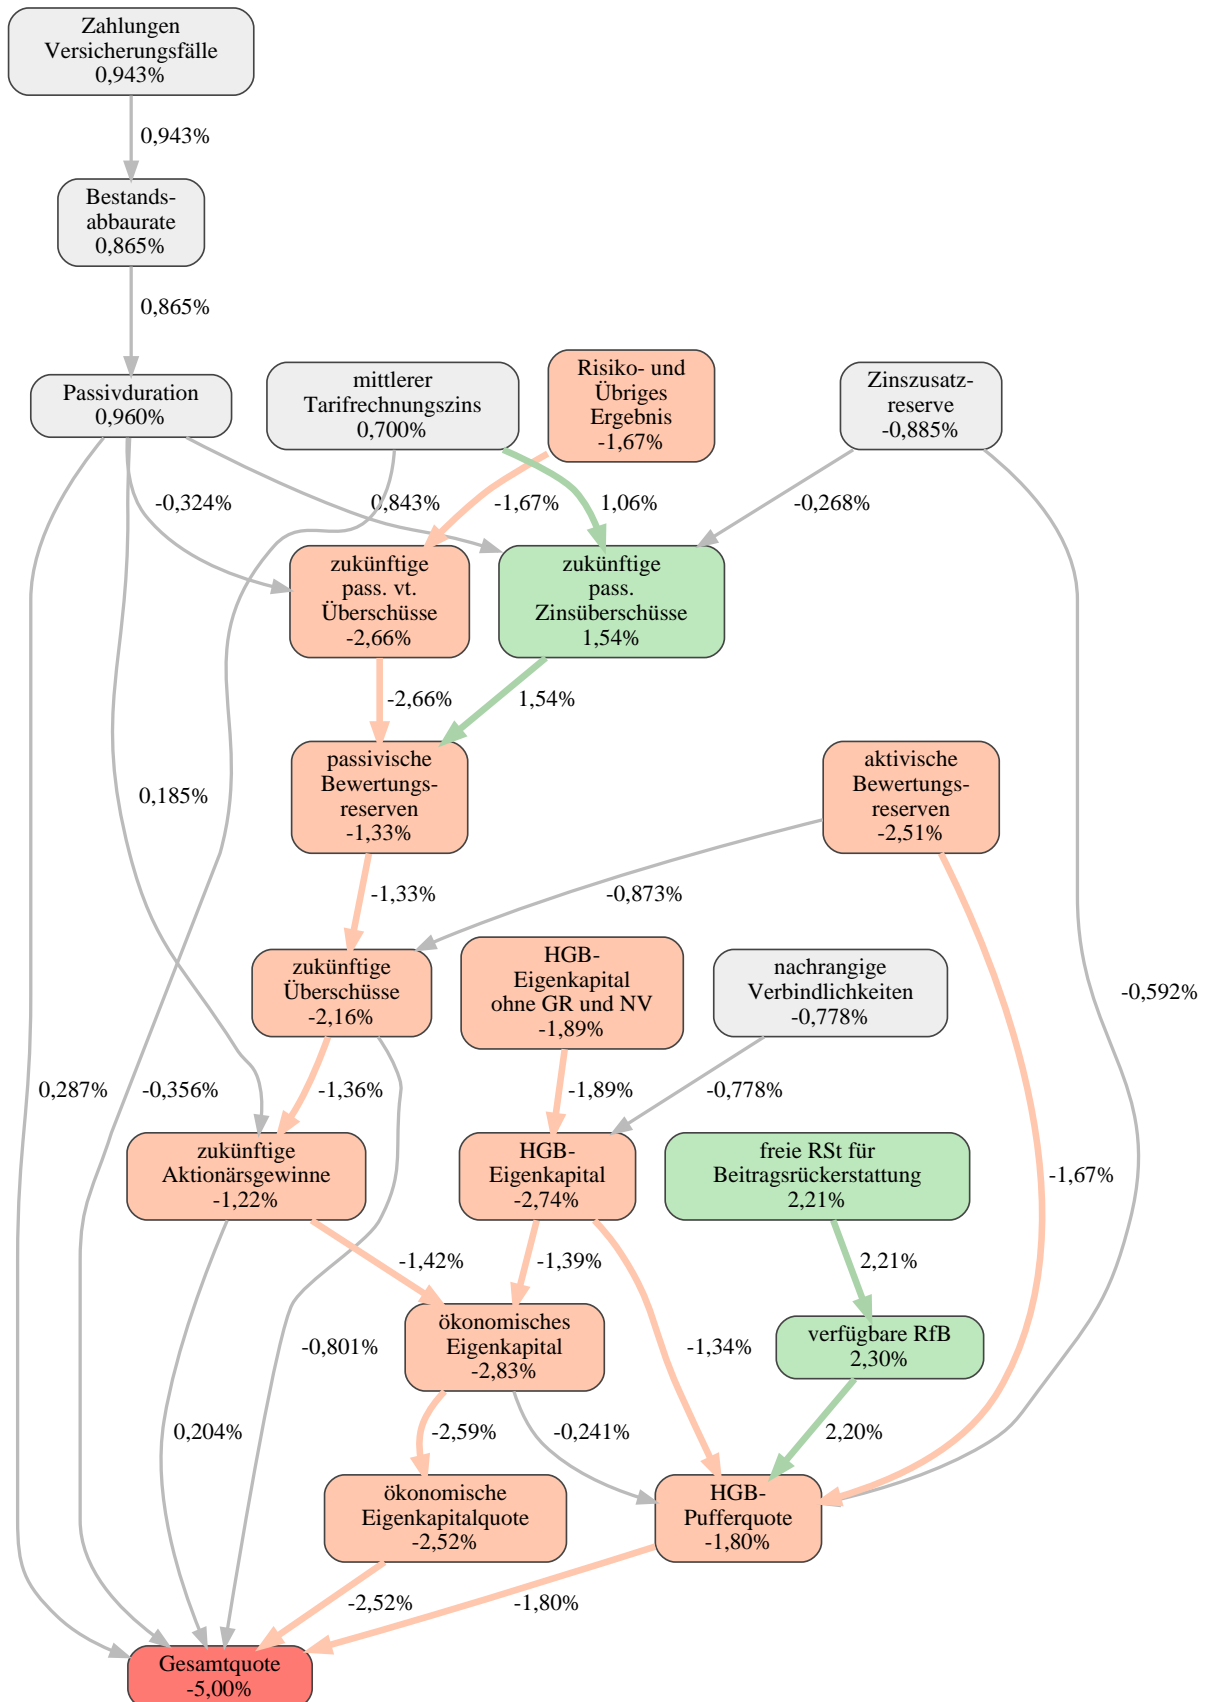 Zahlungen
Versicherungsfälle
0,943%
0,943%
Bestands-
abbaurate
0,865%
0,865%
Passivduration
0,960%
mittlerer
Tarifrechnungszins
0,700%
Risiko- und
Übriges
Ergebnis
-1,67%
Zinszusatz-
reserve
-0,885%
-0,324%
0,843%
-1,67%
1,06%
-0,268%
zukünftige
pass. vt.
Überschüsse
-2,66%
zukünftige
pass.
Zinsüberschüsse
1,54%
-2,66%
1,54%
passivische
Bewertungs-
reserven
-1,33%
aktivische
Bewertungs-
reserven
-2,51%
0,185%
-1,33%
-0,873%
zukünftige
Überschüsse
-2,16%
HGB-
Eigenkapital
ohne GR und NV
-1,89%
nachrangige
Verbindlichkeiten
-0,778%
-0,592%
0,287%
-0,356%
-1,36%
-1,89%
-0,778%
zukünftige
Aktionärsgewinne
-1,22%
HGB-
Eigenkapital
-2,74%
freie RSt für
Beitragsrückerstattung
2,21%
-1,67%
-1,42%
-1,39%
2,21%
ökonomisches
Eigenkapital
-2,83%
-0,801%
-1,34%
verfügbare RfB
2,30%
0,204%
-2,59%
-0,241%
2,20%
ökonomische
Eigenkapitalquote
-2,52%
HGB-
Pufferquote
-1,80%
-2,52%
-1,80%
Gesamtquote
-5,00%